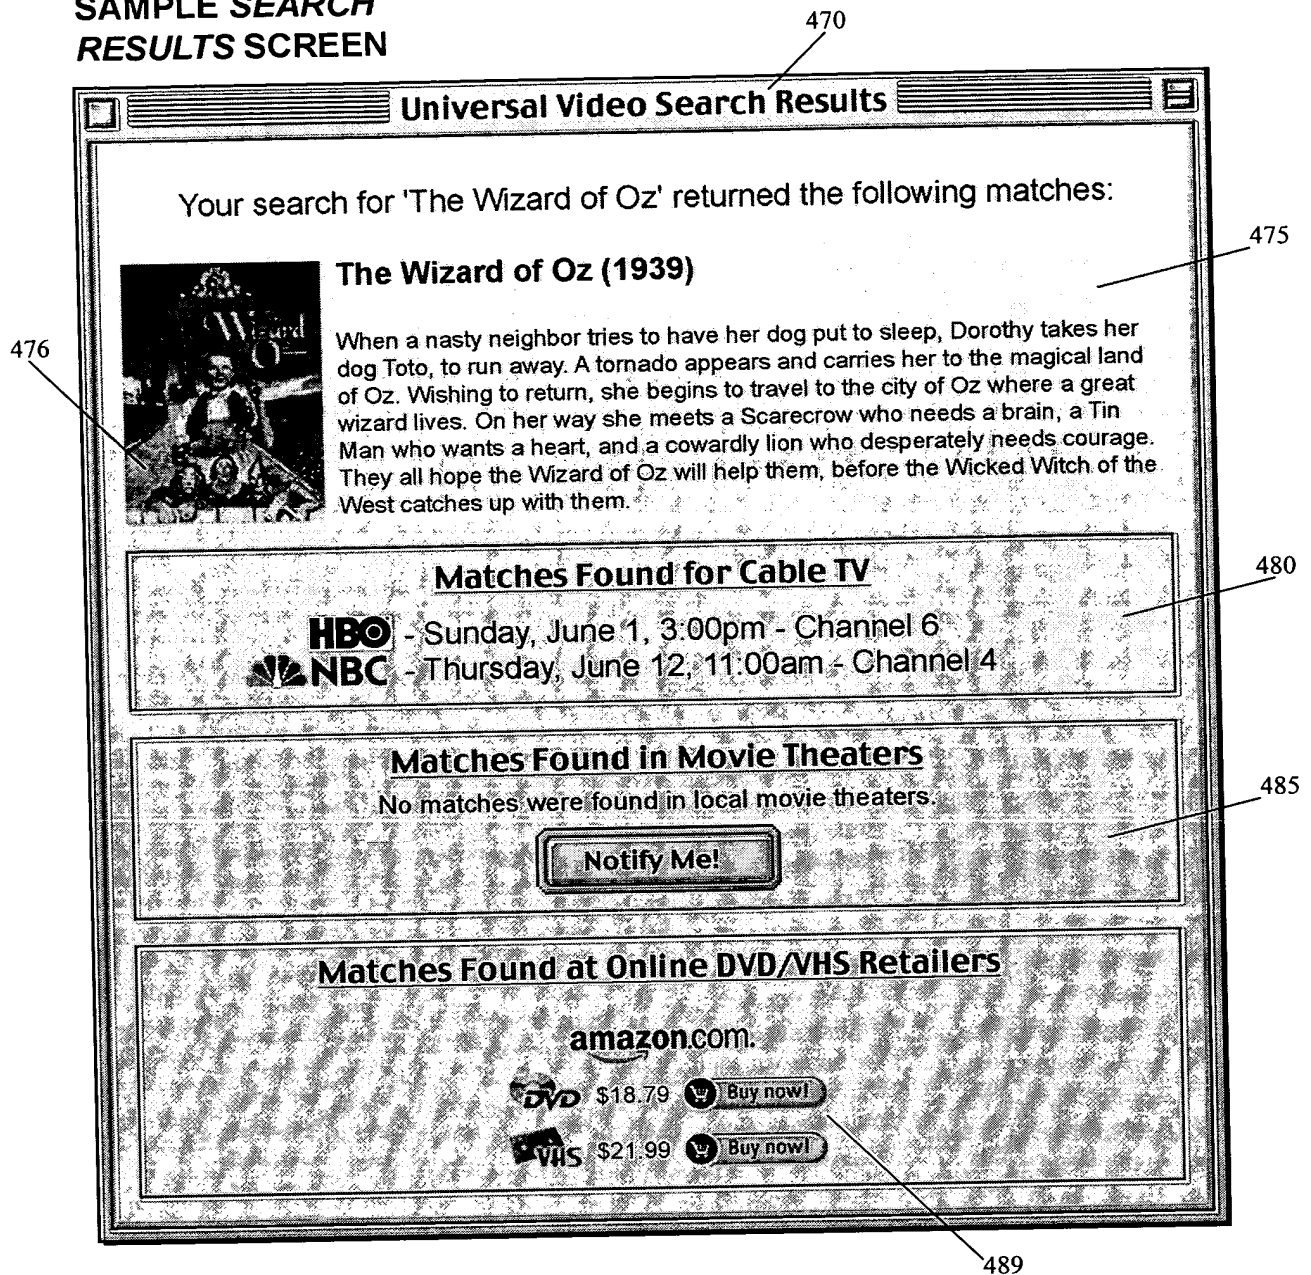 SAMPLE SEARCH
RESULTS SCREEN
470
Universal Video Search Results
Your search for 'The Wizard of Oz' returned the following matches:
475
The Wizard of Oz (1939)
Wizard
Oz
476
When a nasty neighbor tries to have her dog put to sleep, Dorothy takes her
dog Toto, to run away. A tornado appears and carries her to the magical land
of Oz. Wishing to return, she begins to travel to the city of Oz where a great
wizard lives. On her way she meets a Scarecrow who needs a brain, a Tin
Man who wants a heart, and a cowardly lion who desperately needs courage.
They all hope the Wizard of Oz will help them, before the Wicked Witch of the
West catches up with them.
Matches Found for Cable TV
480
HBO - Sunday, June 1, 3:00pm - Channel 6
NBC - Thursday, June 12, 11:00am - Channel 4
Matches Found in Movie Theaters
485
No matches were found in local movie theaters.
Notify Me!
Matches Found at Online DVD/VHS Retailers
amazon.com.
DVD $18.79 Buy now!
VHS $21.99 Buy now!
489